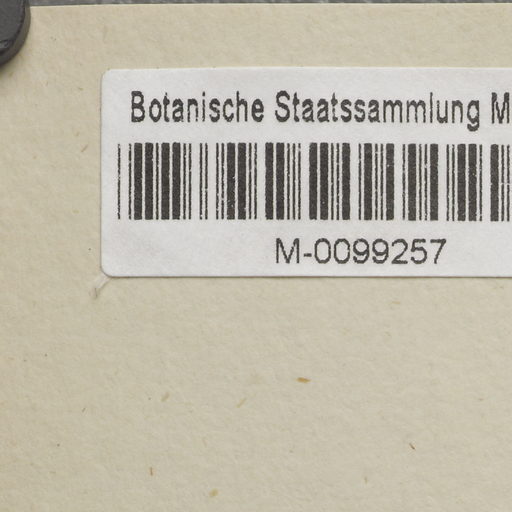 Botanische Staatssammlung M
M-0099257